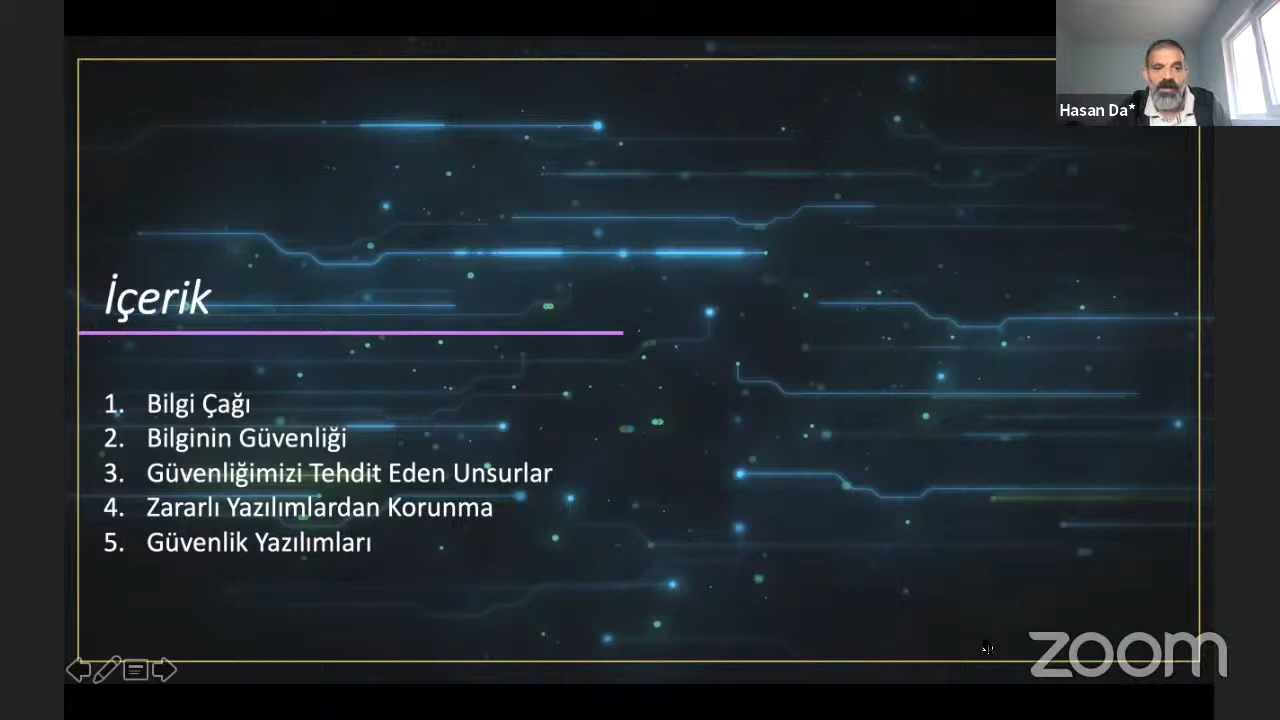 Hasan Da*
İçerik
1. Bilgi Çağı
2. Bilginin Güvenliği
3. Güvenliğimizi Tehdit Eden Unsurlar
4. Zararlı Yazılımlardan Korunma
5. Güvenlik Yazılımları
zoom